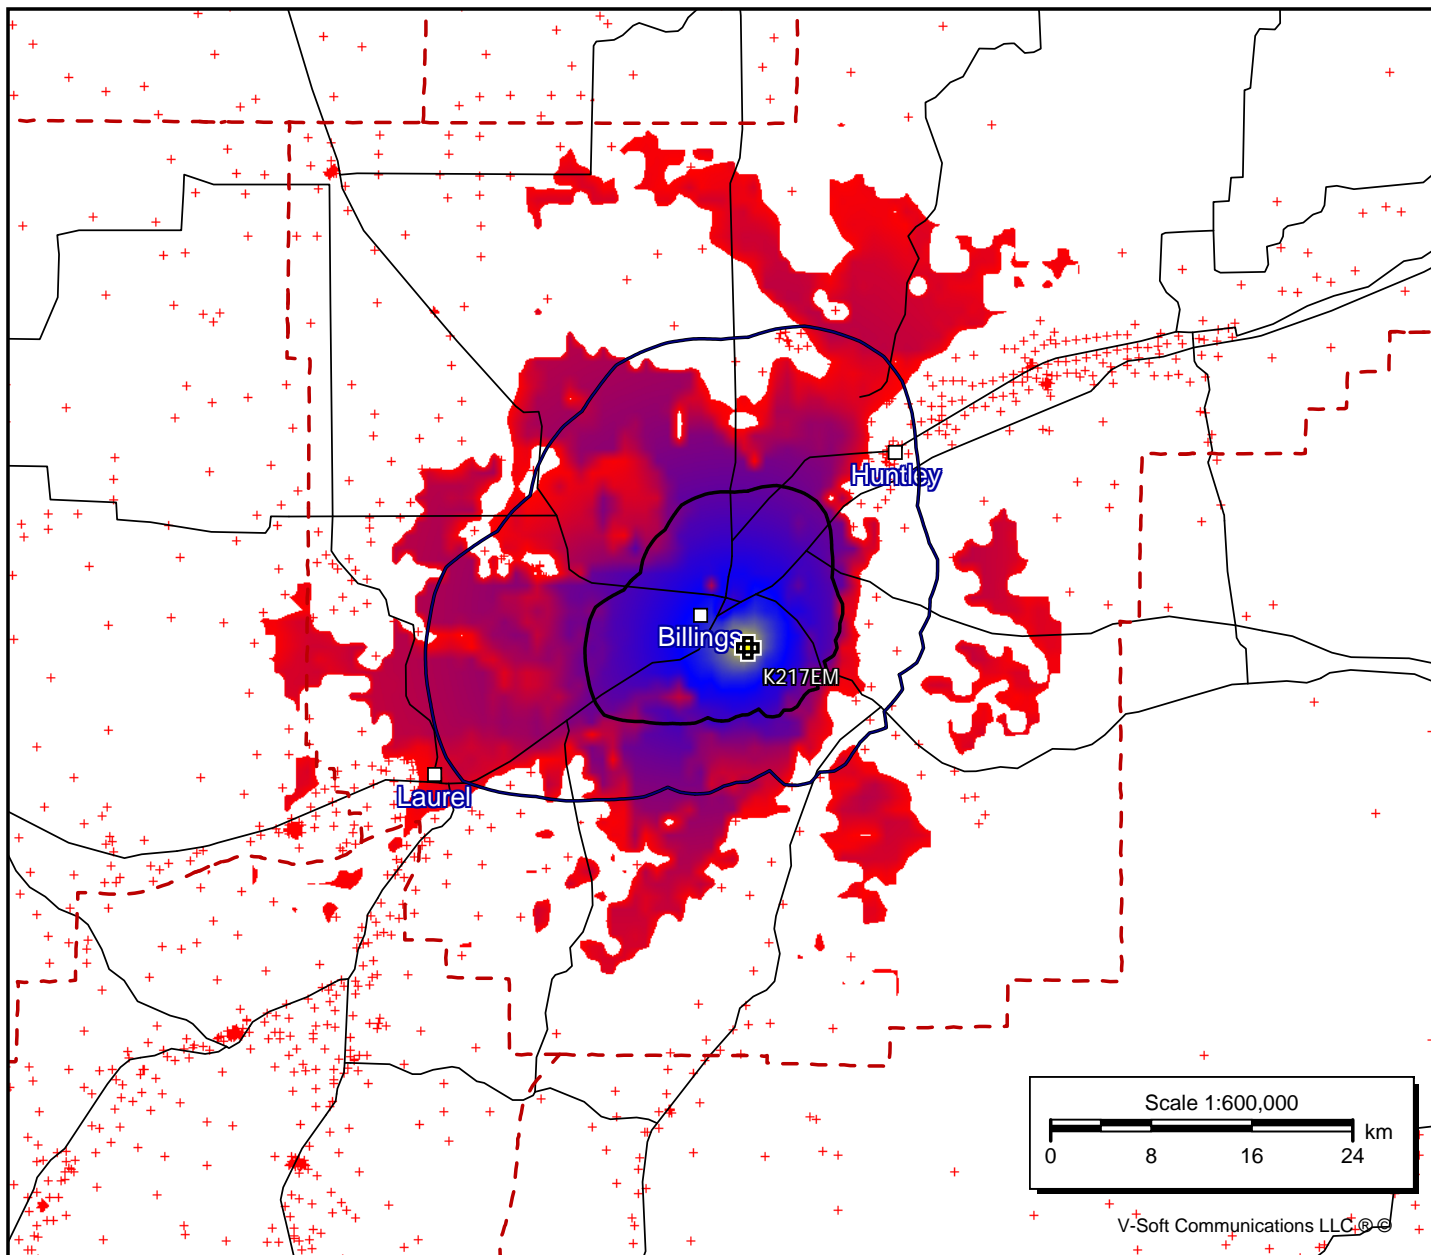 Huntley
Billings
K217EM
Laurel
Scale 1:600,000
km
0 8 16 24
V-Soft Communications LLC ® ©